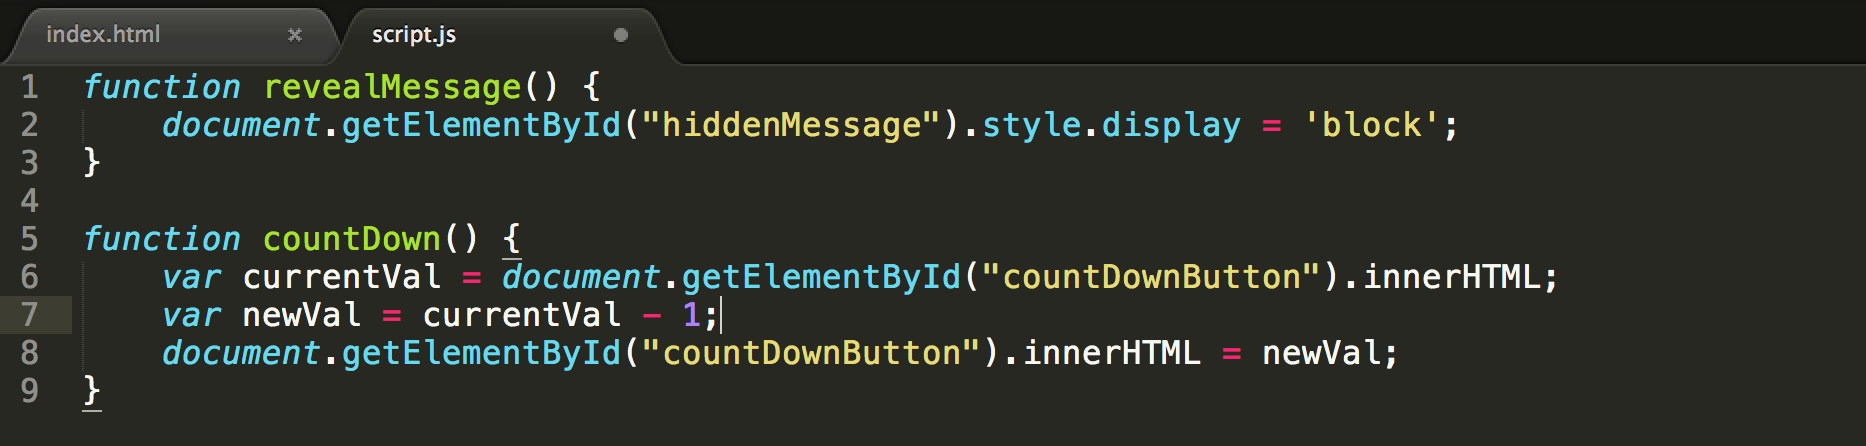 index.html × script.js
1 function revealMessage() {
2     document.getElementById("hiddenMessage").style.display = 'block';
3 }
4
5 function countDown() {
6     var currentVal = document.getElementById("countDownButton").innerHTML;
7     var newVal = currentVal - 1;
8     document.getElementById("countDownButton").innerHTML = newVal;
9 }